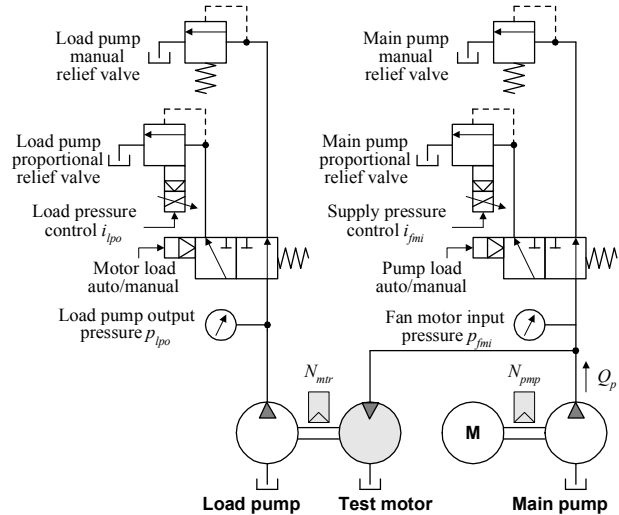 Load pump
manual
relief valve
Main pump
manual
relief valve
Load pump
proportional
relief valve
Main pump
proportional
relief valve
Load pressure
control i_lpo
Supply pressure
control i_fmi
Motor load
auto/manual
Pump load
auto/manual
Load pump output
pressure p_lpo
Fan motor input
pressure p_fmi
N_mtr
N_pmp
Q_p
M
Load pump
Test motor
Main pump